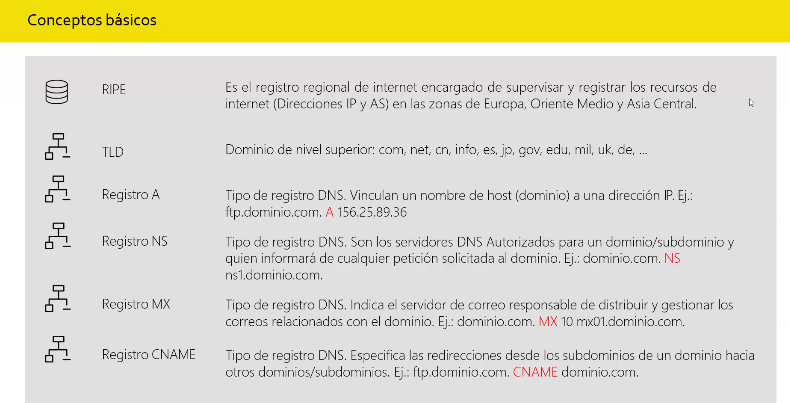 Conceptos básicos
RIPE
Es el registro regional de internet encargado de supervisar y registrar los recursos de
internet (Direcciones IP y AS) en las zonas de Europa, Oriente Medio y Asia Central.
TLD
Dominio de nivel superior: com, net, cn, info, es, jp, gov, edu, mil, uk, de, ...
Registro A
Tipo de registro DNS. Vinculan un nombre de host (dominio) a una dirección IP. Ej.:
ftp.dominio.com. A 156.25.89.36
Registro NS
Tipo de registro DNS. Son los servidores DNS Autorizados para un dominio/subdominio y
quien informará de cualquier petición solicitada al dominio. Ej.: dominio.com. NS
ns1.dominio.com.
Registro MX
Tipo de registro DNS. Indica el servidor de correo responsable de distribuir y gestionar los
correos relacionados con el dominio. Ej.: dominio.com. MX 10 mx01.dominio.com.
Registro CNAME
Tipo de registro DNS. Especifica las redirecciones desde los subdominios de un dominio hacia
otros dominios/subdominios. Ej.: ftp.dominio.com. CNAME dominio.com.